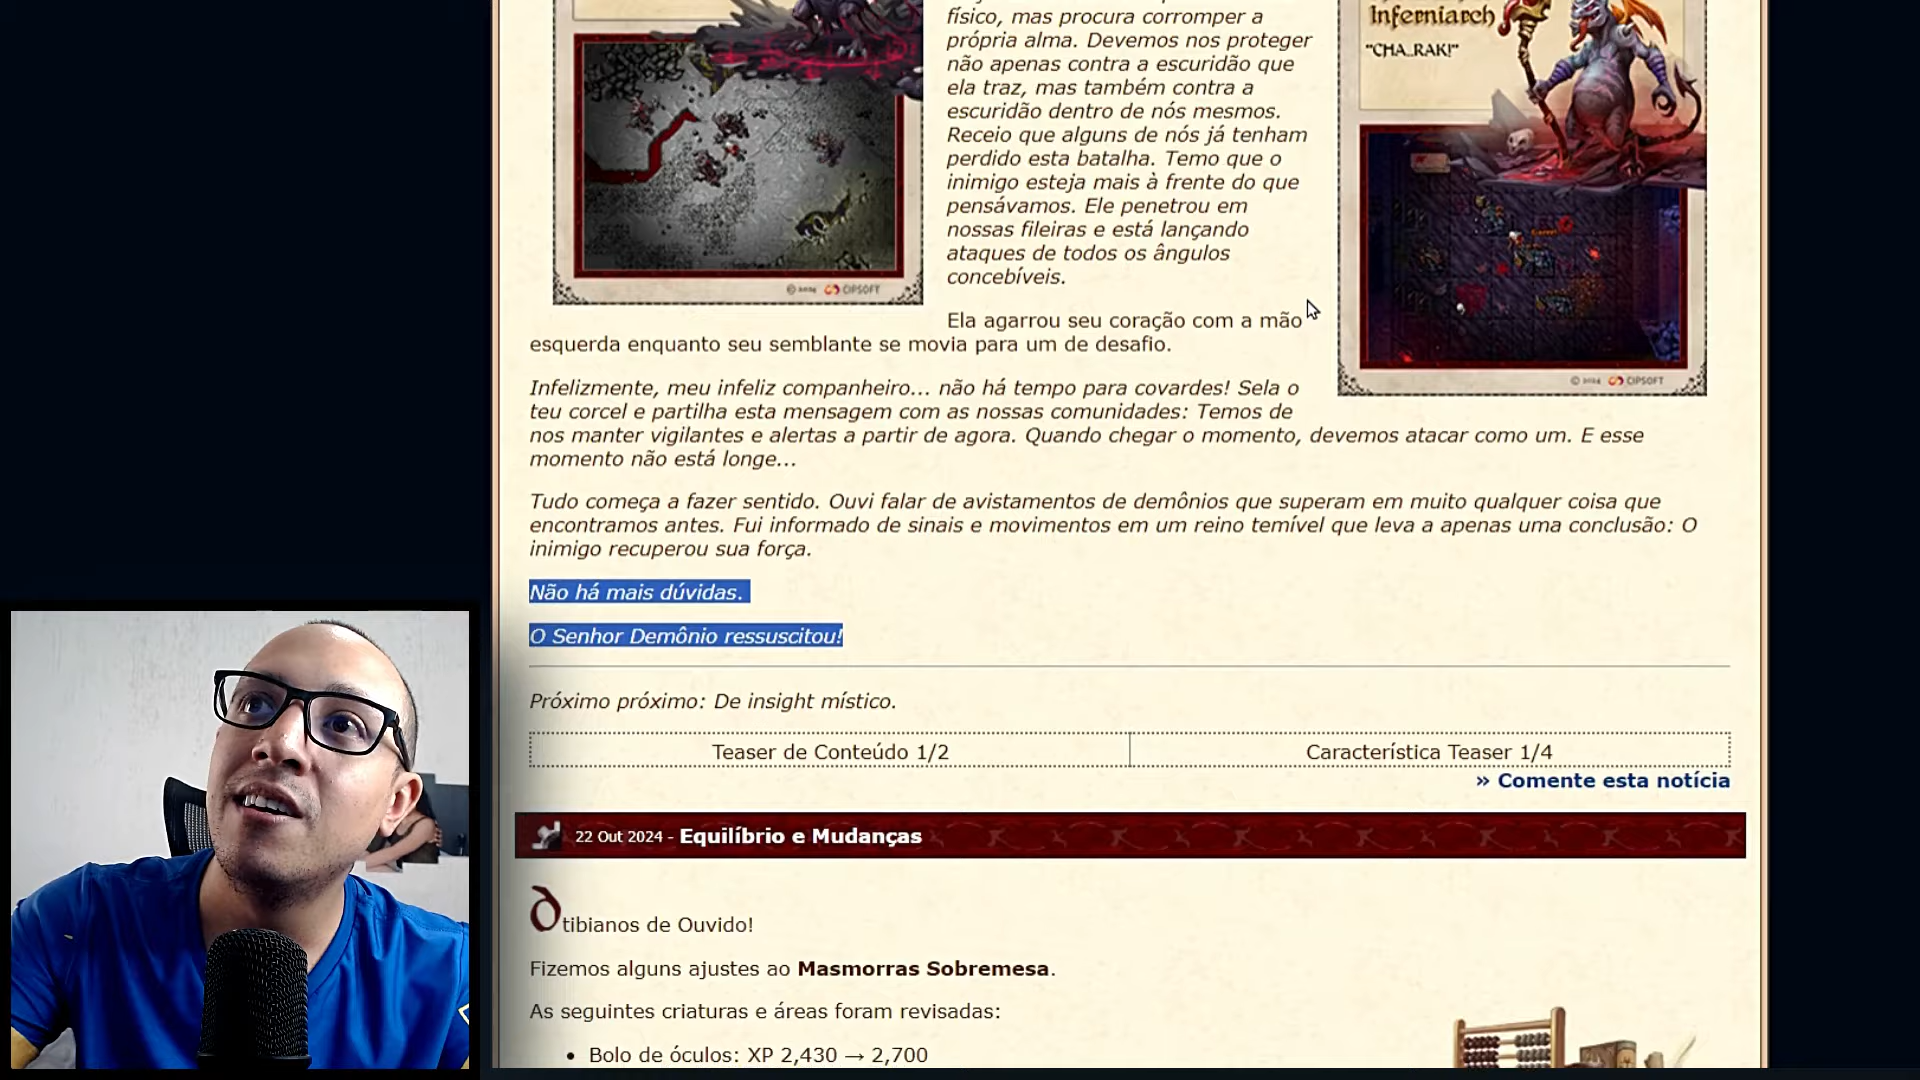 físico, mas procura corromper a
própria alma. Devemos nos proteger
não apenas contra a escuridão que
ela traz, mas também contra a
escuridão dentro de nós mesmos.
Receio que alguns de nós já tenham
perdido esta batalha. Temo que o
inimigo esteja mais à frente do que
pensávamos. Ele penetrou em
nossas fileiras e está lançando
ataques de todos os ângulos
concebíveis.
Inferniarch
"CHA..RAK!"
© 2024 CIPSOFT
© 2024 CIPSOFT
Ela agarrou seu coração com a mão
esquerda enquanto seu semblante se movia para um de desafio.
Infelizmente, meu infeliz companheiro... não há tempo para covardes! Sela o
teu corcel e partilha esta mensagem com as nossas comunidades: Temos de
nos manter vigilantes e alertas a partir de agora. Quando chegar o momento, devemos atacar como um. E esse
momento não está longe...
Tudo começa a fazer sentido. Ouvi falar de avistamentos de demônios que superam em muito qualquer coisa que
encontramos antes. Fui informado de sinais e movimentos em um reino temível que leva a apenas uma conclusão: O
inimigo recuperou sua força.
Não há mais dúvidas.
O Senhor Demônio ressuscitou!
Próximo próximo: De insight místico.
Teaser de Conteúdo 1/2
Característica Teaser 1/4
» Comente esta notícia
22 Out 2024 - Equilíbrio e Mudanças
Otibianos de Ouvido!
Fizemos alguns ajustes ao Masmorras Sobremesa.
As seguintes criaturas e áreas foram revisadas:
• Bolo de óculos: XP 2,430 → 2,700